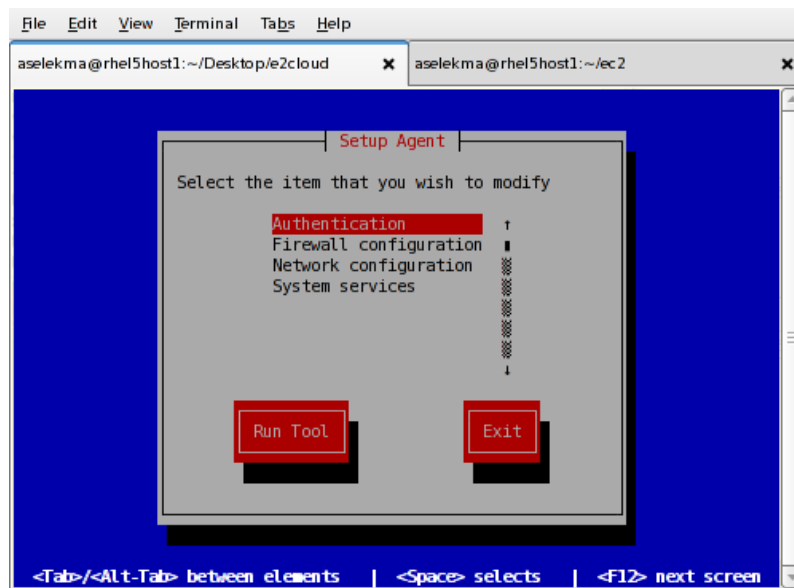 File Edit View Terminal Tabs Help
aselekma@rhel5host1:~/Desktop/e2cloud
aselekma@rhel5host1:~/ec2
Setup Agent
Select the item that you wish to modify
Authentication
Firewall configuration
Network configuration
System services
Run Tool
Exit
<Tab>/<Alt-Tab> between elements | <Space> selects | <F12> next screen